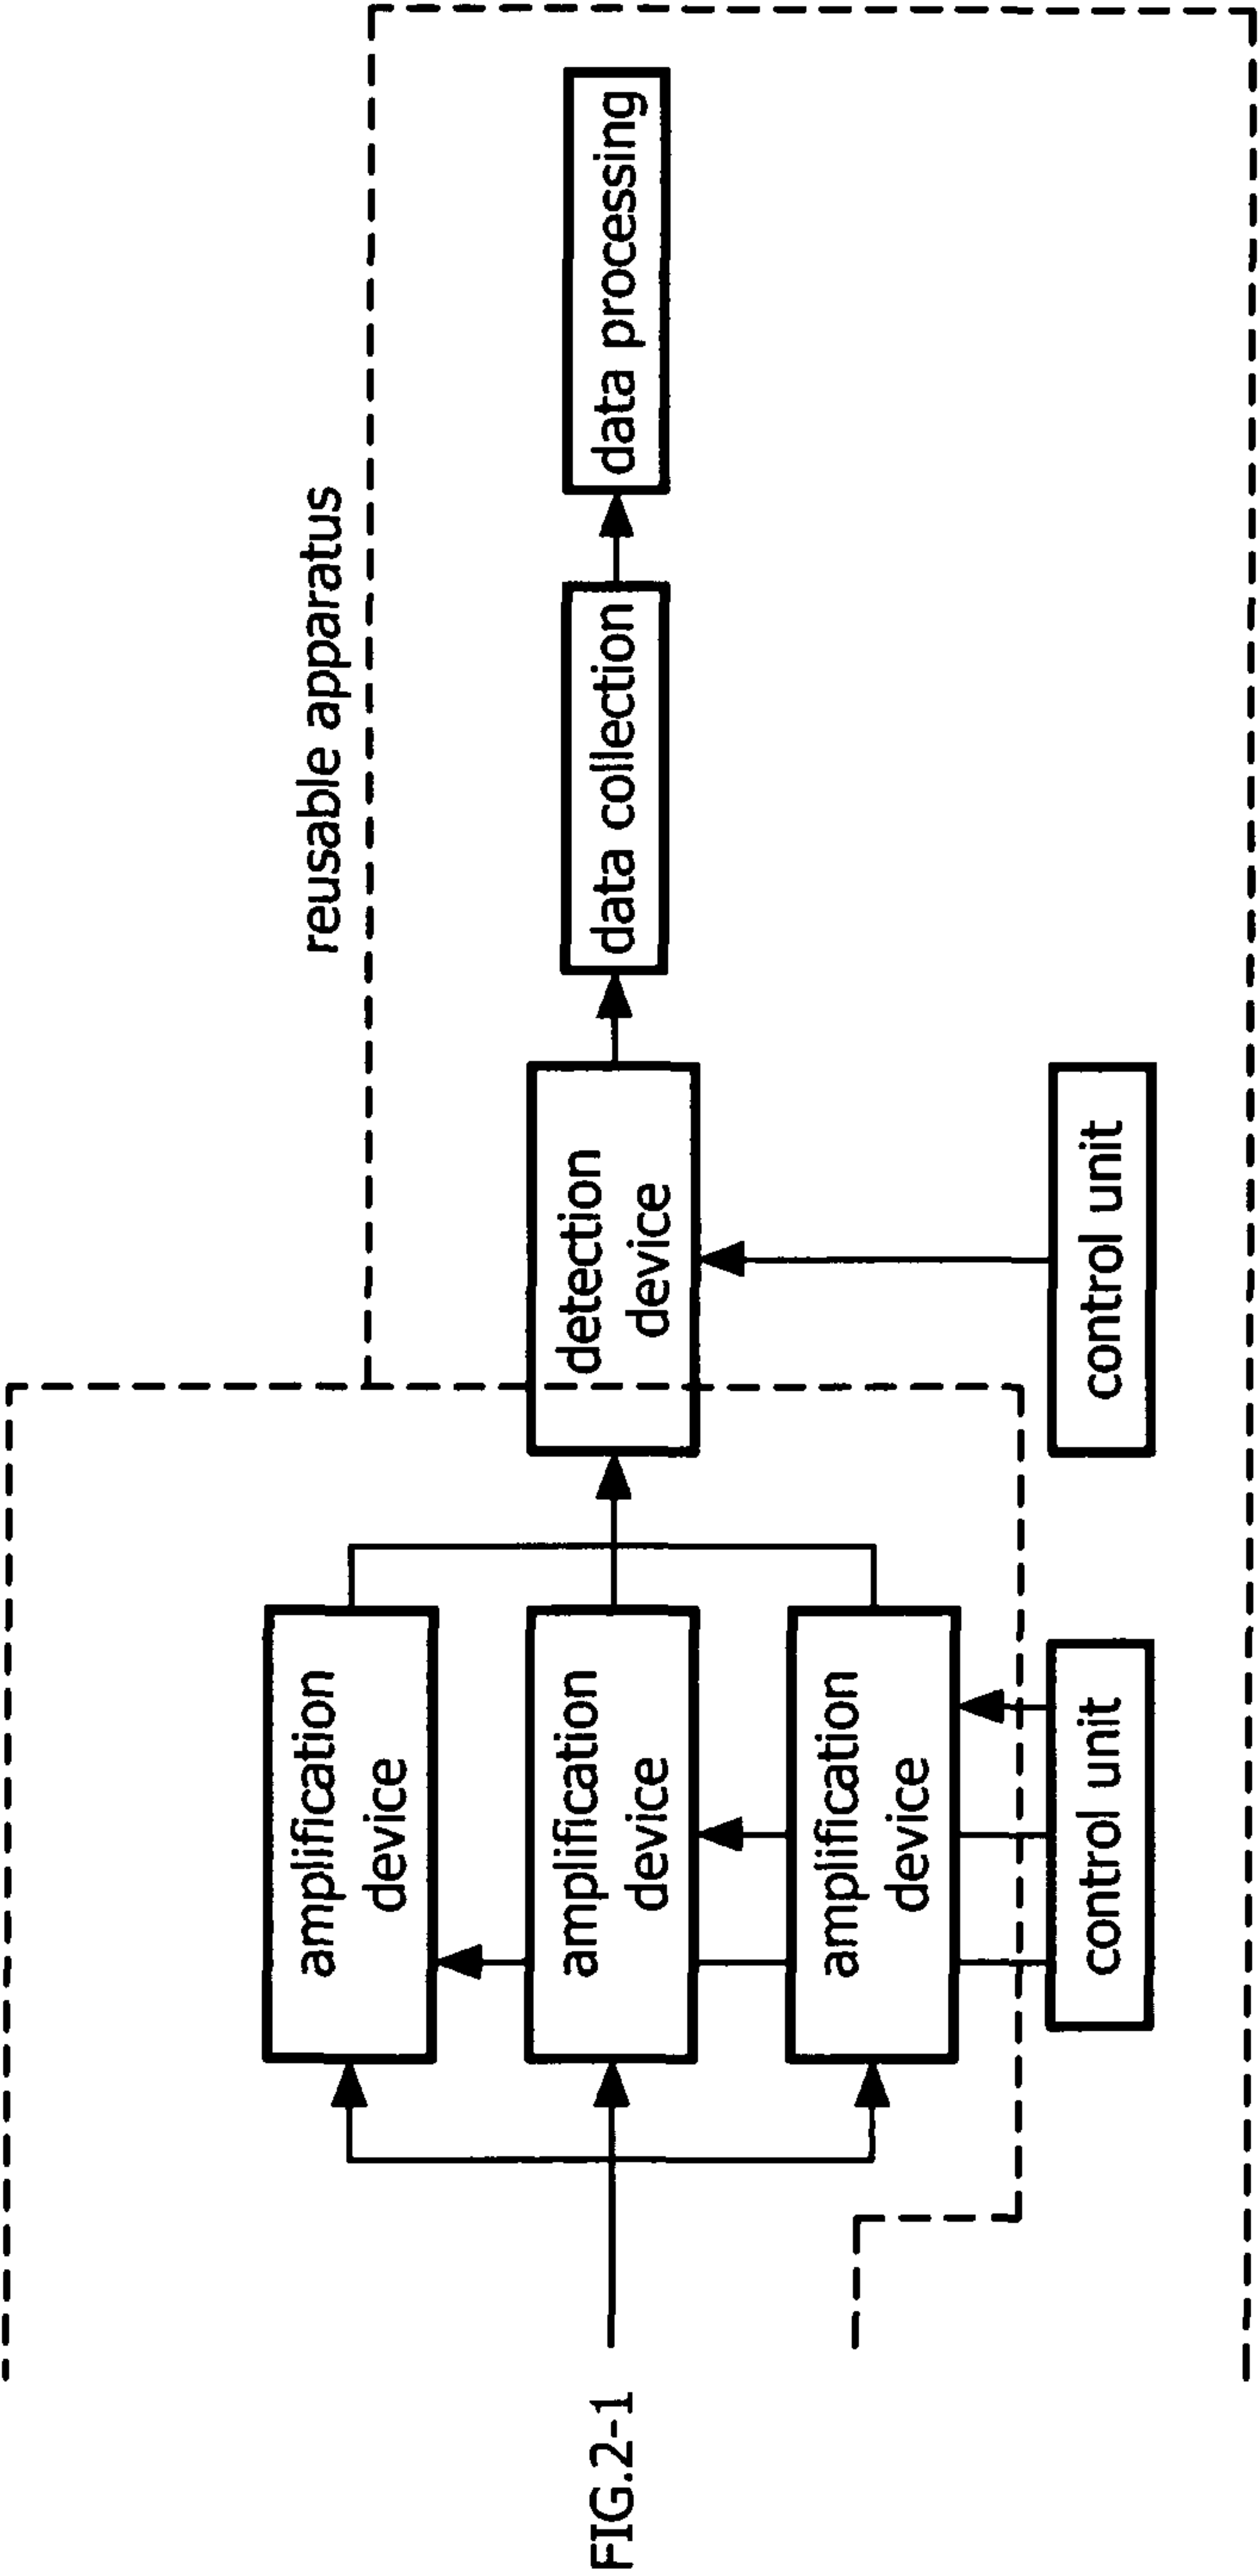 reusable apparatus
amplification
device
amplification
device
amplification
device
detection
device
data collection
data processing
control unit
control unit
FIG.2-1